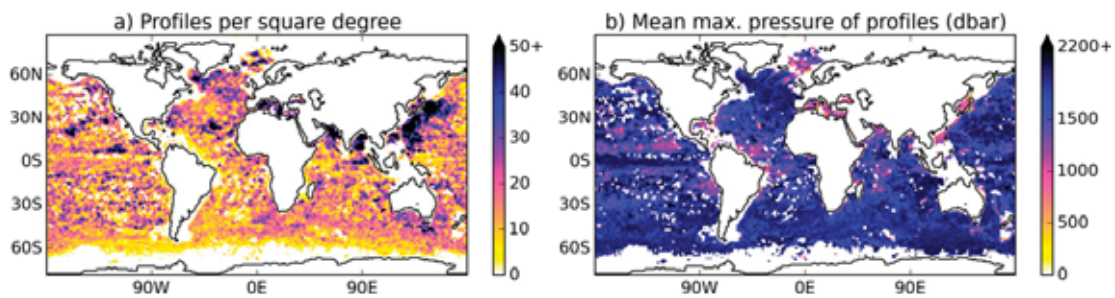 a) Profiles per square degree
60N
30N
0S
30S
60S
90W 0E 90E
50+
40
30
20
10
0
b) Mean max. pressure of profiles (dbar)
60N
30N
0S
30S
60S
90W 0E 90E
2200+
1500
1000
500
0